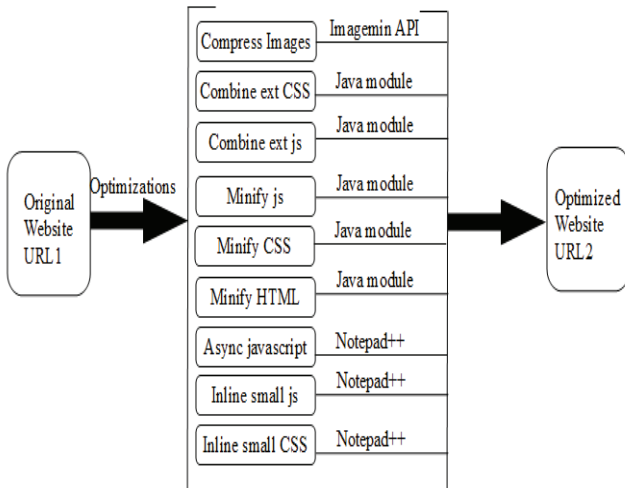 Original
Website
URL1
Optimizations
Compress Images
Imagemin API
Combine ext CSS
Java module
Combine ext js
Java module
Minify js
Java module
Minify CSS
Java module
Minify HTML
Java module
Async javascript
Notepad++
Inline small js
Notepad++
Inline small CSS
Notepad++
Optimized
Website
URL2